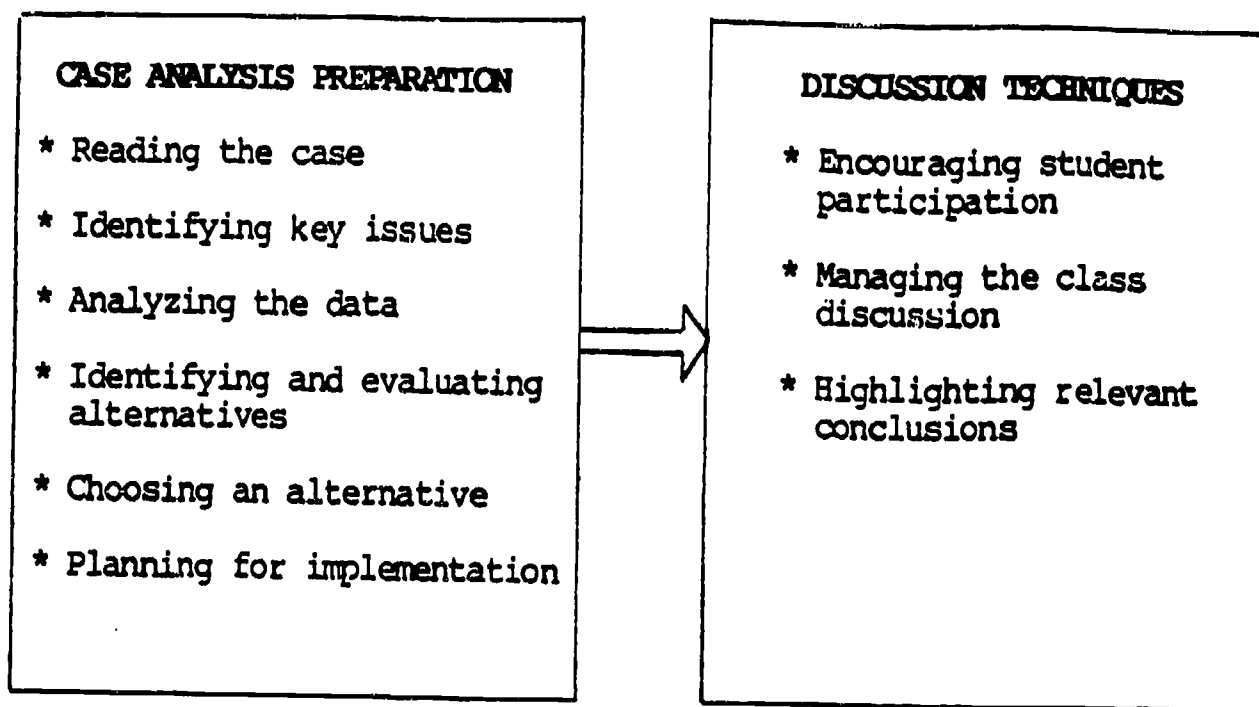 CASE ANALYSIS PREPARATION
* Reading the case
* Identifying key issues
* Analyzing the data
* Identifying and evaluating
alternatives
* Choosing an alternative
* Planning for implementation
DISCUSSION TECHNIQUES
* Encouraging student
participation
* Managing the class
discussion
* Highlighting relevant
conclusions